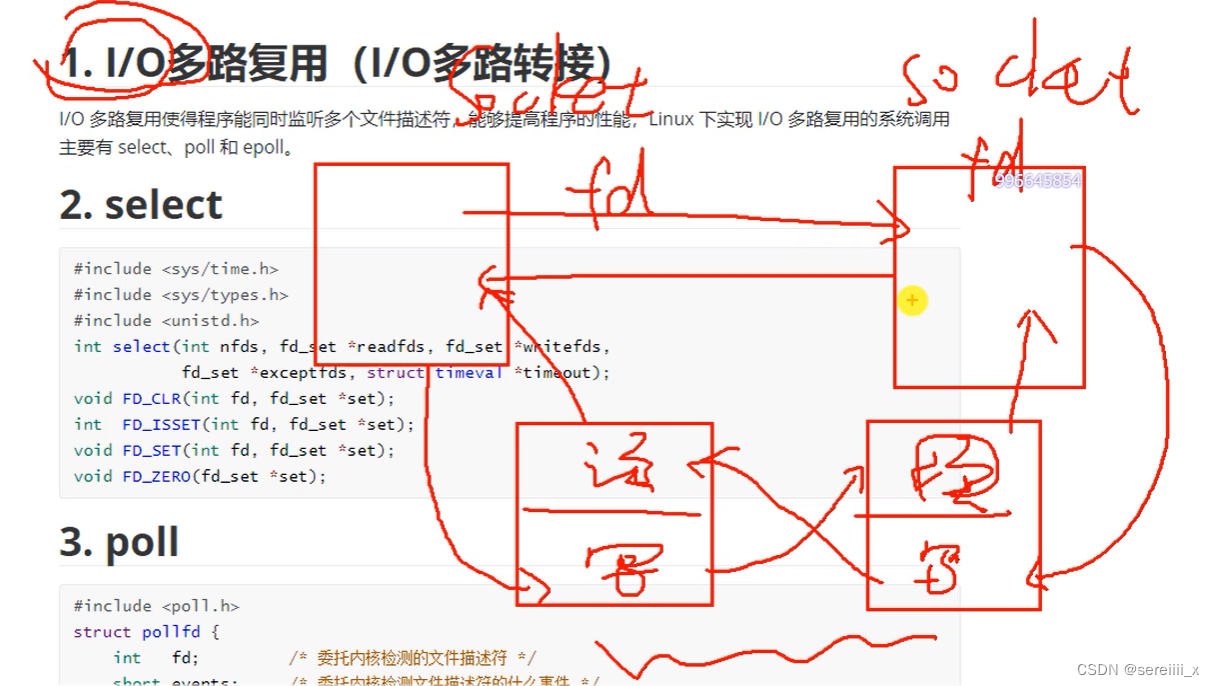 1. I/O多路复用（I/O多路转接）
socket
so cket
I/O 多路复用使得程序能同时监听多个文件描述符，能够提高程序的性能，Linux 下实现 I/O 多路复用的系统调用
主要有 select、poll 和 epoll。
fd
fd
996645854
2. select
#include <sys/time.h>
#include <sys/types.h>
#include <unistd.h>
int select(int nfds, fd_set *readfds, fd_set *writefds,
fd_set *exceptfds, struct timeval *timeout);
void FD_CLR(int fd, fd_set *set);
int FD_ISSET(int fd, fd_set *set);
void FD_SET(int fd, fd_set *set);
void FD_ZERO(fd_set *set);
写
3. poll
#include <poll.h>
struct pollfd {
int fd; /* 委托内核检测的文件描述符 */
short events; /* 委托内核检测文件描述符的什么事件 */
CSDN @sereiiii_x